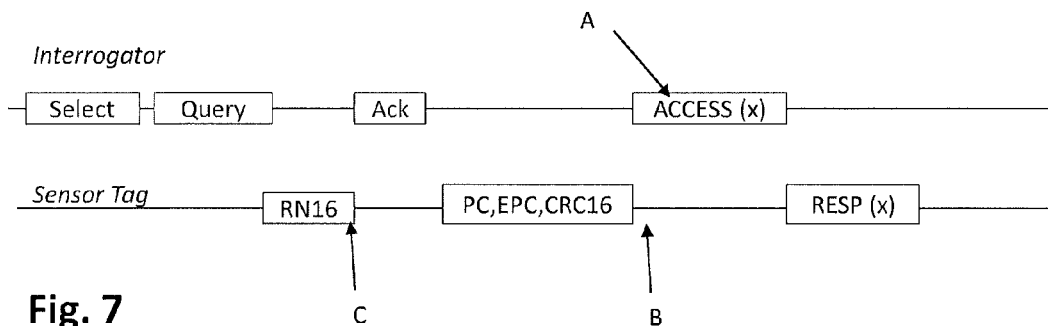 A
Interrogator
Select Query Ack ACCESS (x)
Sensor Tag RN16 PC,EPC,CRC16 RESP (x)
Fig. 7 C B